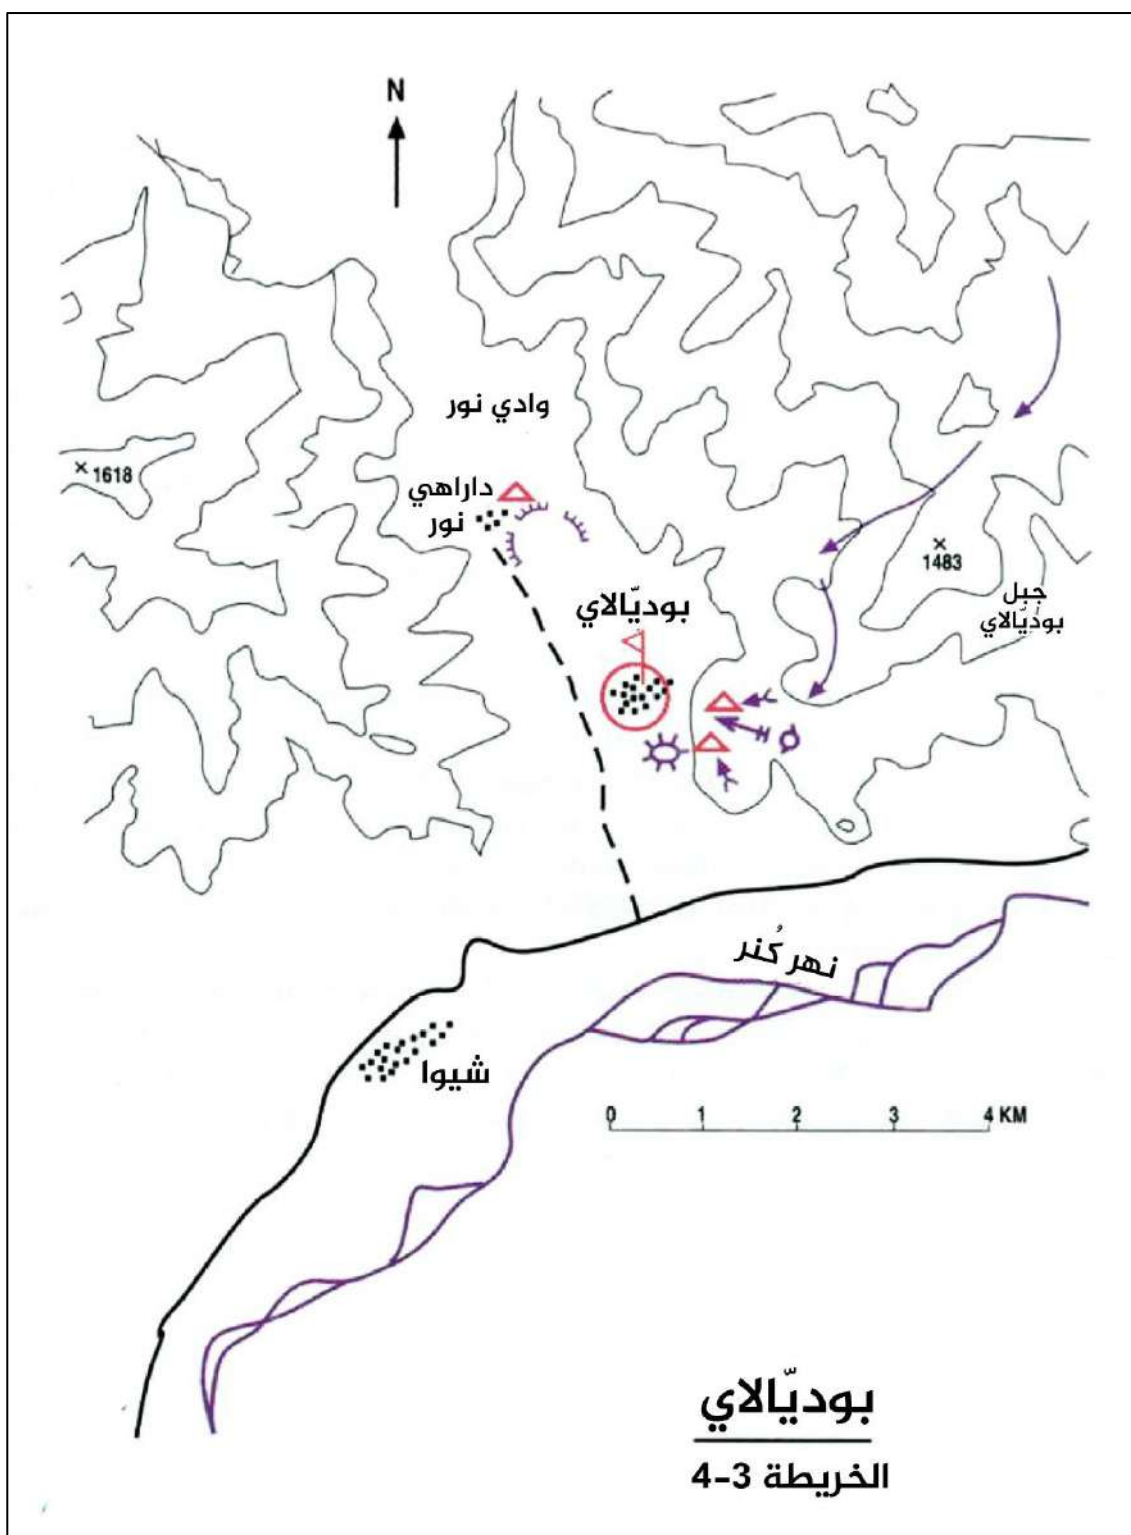 N
وادي نور
داراهي
نور
× 1618
×
1483
جبل
بوديّالاي
بوديّالاي
نهر كُنر
شيوا
0 1 2 3 4 KM
بوديّالاي
الخريطة 3-4